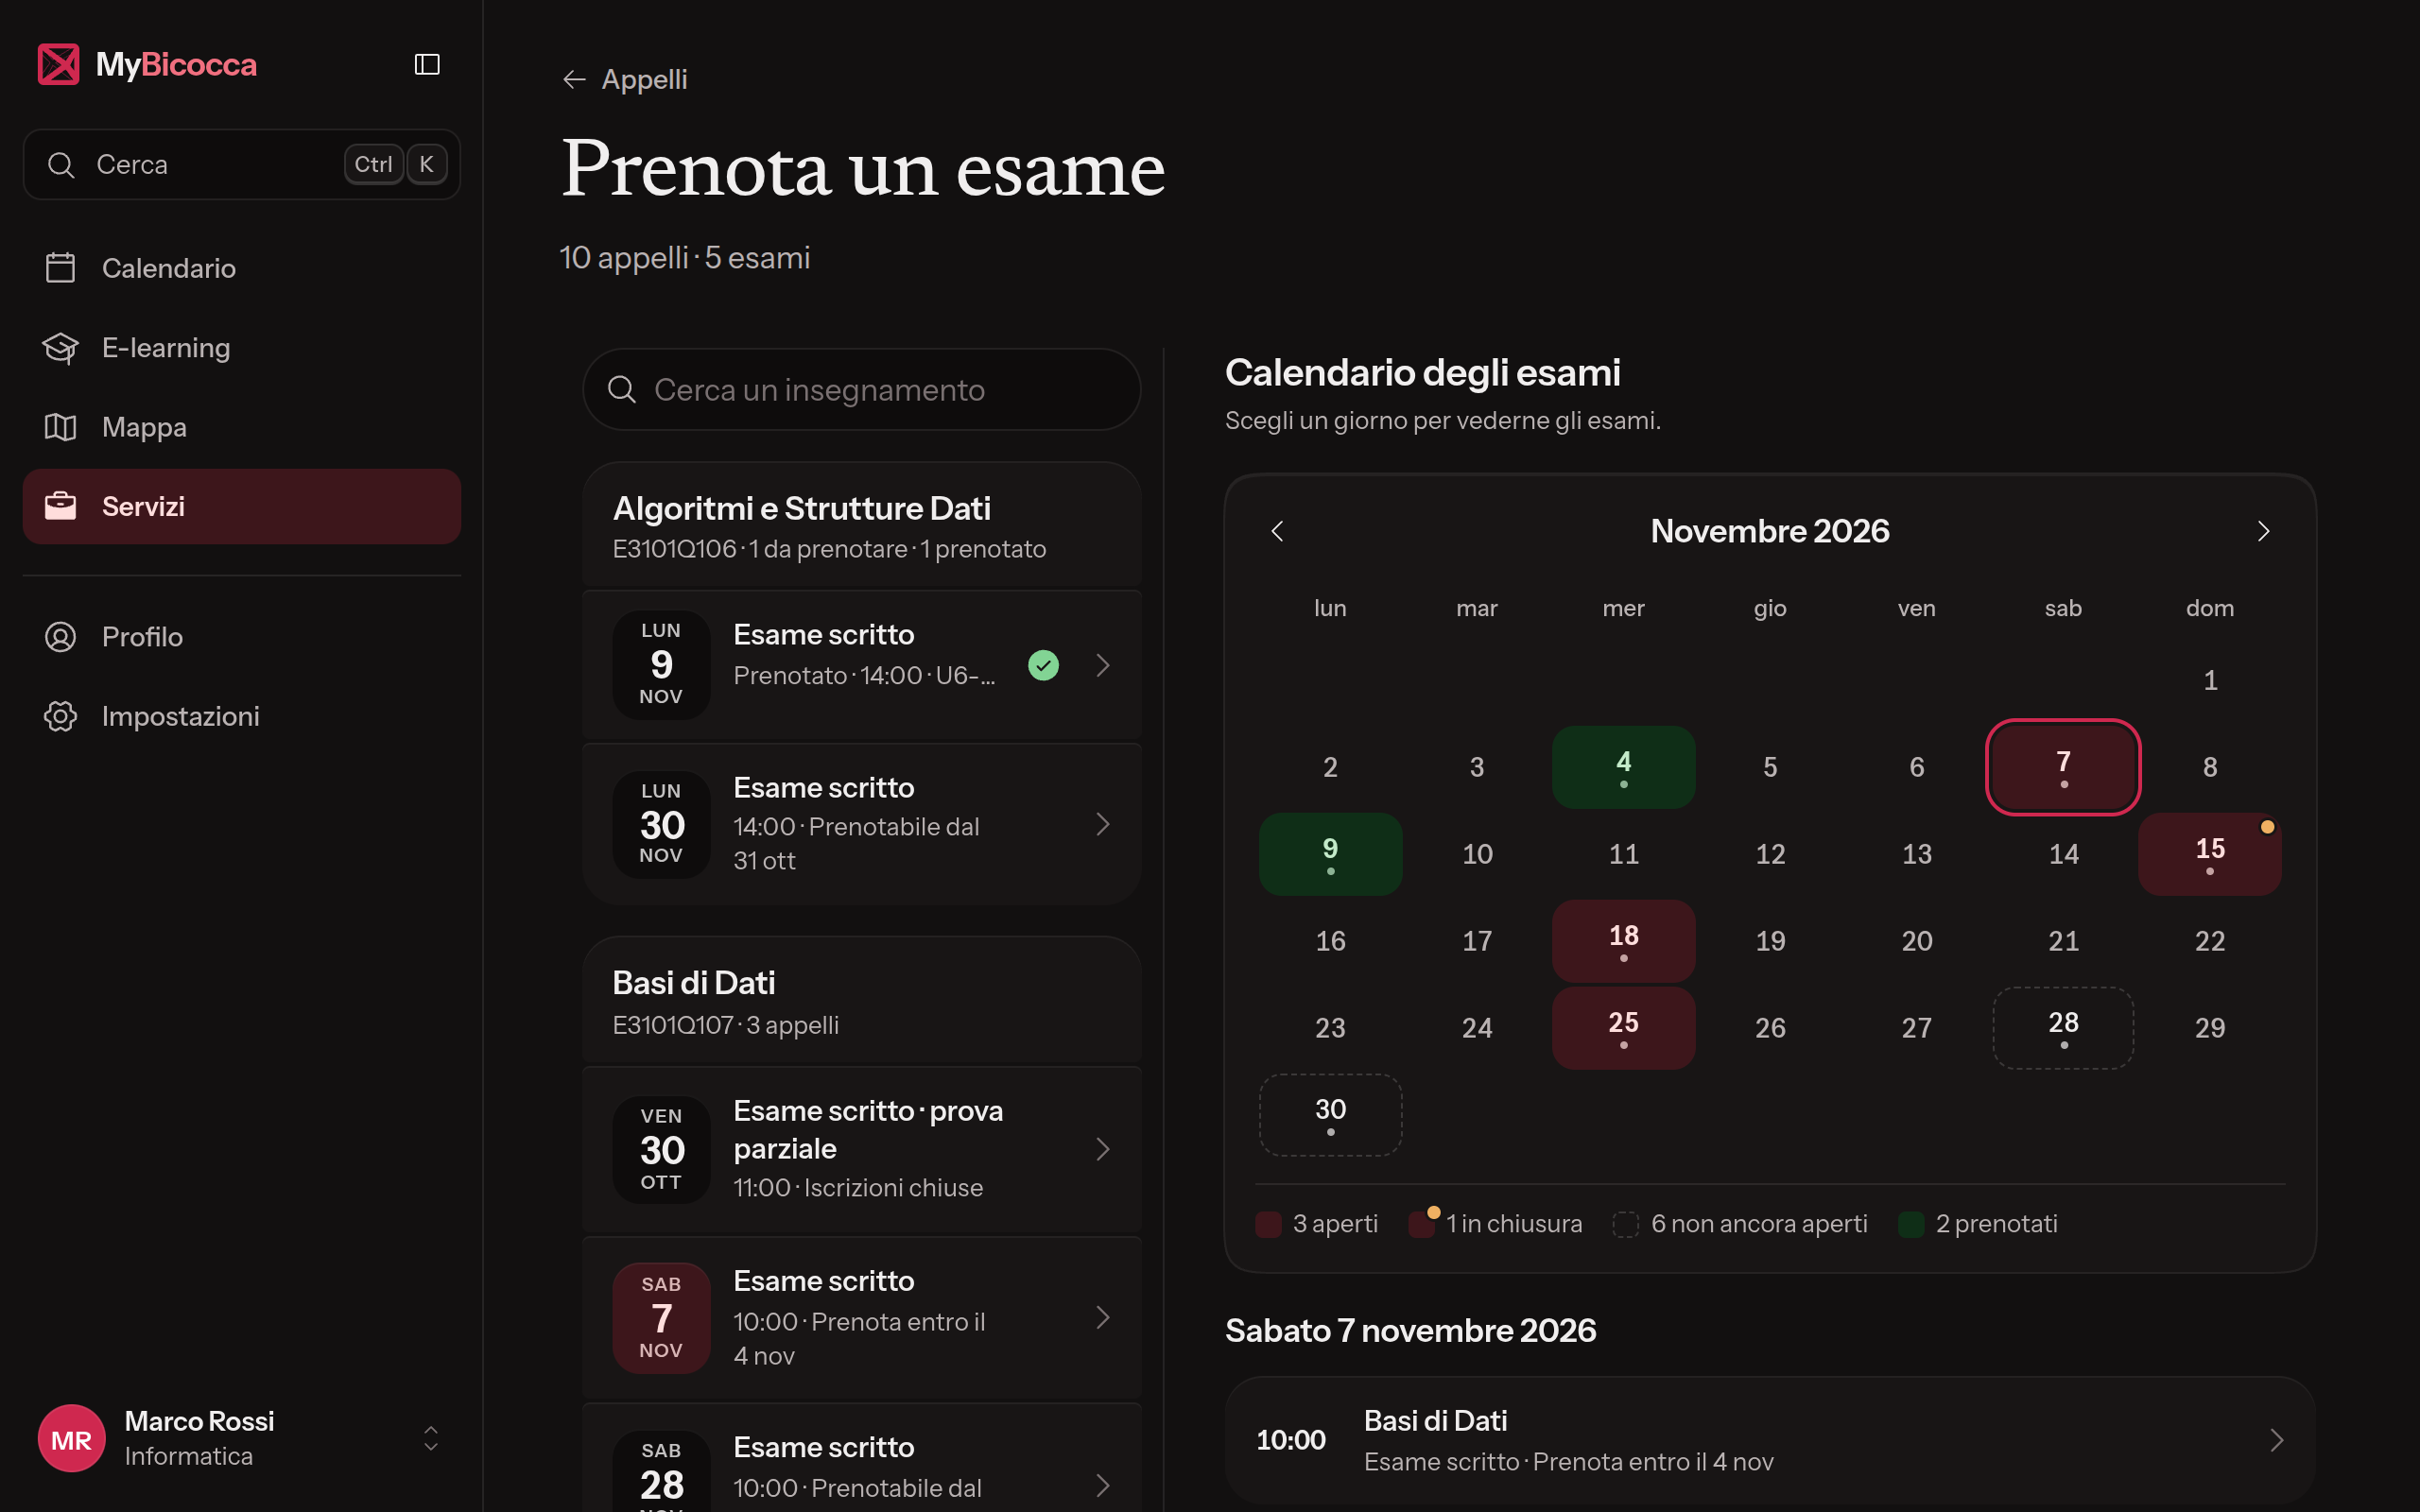 MyBicocca
Cerca
Ctrl K
Calendario
E-learning
Mappa
Servizi
Profilo
Impostazioni
MR
Marco Rossi
Informatica
Appelli
Prenota un esame
10 appelli · 5 esami
Cerca un insegnamento
Algoritmi e Strutture Dati
E3101Q106 · 1 da prenotare · 1 prenotato
LUN
9
NOV
Esame scritto
Prenotato · 14:00 · U6-...
LUN
30
NOV
Esame scritto
14:00 · Prenotabile dal
31 ott
Basi di Dati
E3101Q107 · 3 appelli
VEN
30
OTT
Esame scritto · prova
parziale
11:00 · Iscrizioni chiuse
SAB
7
NOV
Esame scritto
10:00 · Prenota entro il
4 nov
SAB
28
NOV
Esame scritto
10:00 · Prenotabile dal
Calendario degli esami
Scegli un giorno per vederne gli esami.
Novembre 2026
lun mar mer gio ven sab dom
1
2 3 4 5 6 7 8
9 10 11 12 13 14 15
16 17 18 19 20 21 22
23 24 25 26 27 28 29
30
3 aperti 1 in chiusura 6 non ancora aperti 2 prenotati
Sabato 7 novembre 2026
10:00
Basi di Dati
Esame scritto · Prenota entro il 4 nov